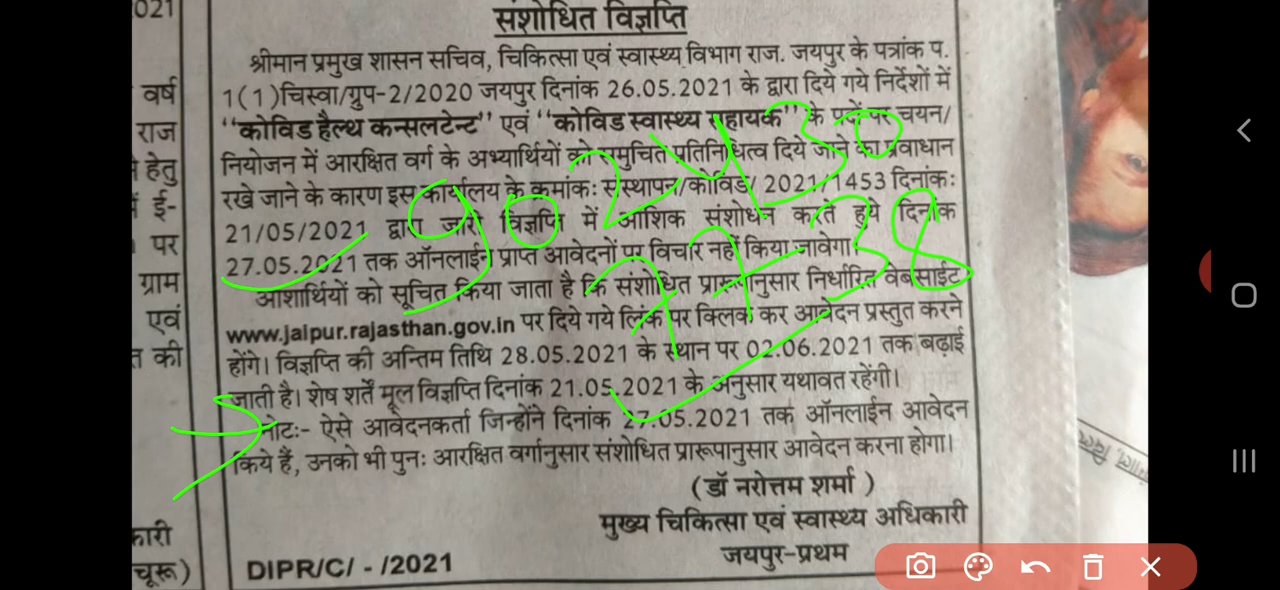 021
संशोधित विज्ञप्ति
श्रीमान प्रमुख शासन सचिव, चिकित्सा एवं स्वास्थ्य विभाग राज. जयपुर के पत्रांक प.
वर्ष
1(1)चिस्वा/ग्रुप-2/2020 जयपुर दिनांक 26.05.2021 के द्वारा दिये गये निर्देशों में
राज
"कोविड हैल्थ कन्सलटेन्ट" एवं "कोविड स्वास्थ्य सहायक" के पदों पर चयन/
हेतु
नियोजन में आरक्षित वर्ग के अभ्यार्थियों को समुचित प्रतिनिधित्व दिये जाने का प्रावधान
ई-
रखे जाने के कारण इस कार्यालय के क्रमांकः संस्थापन/कोविड/ 2021/1453 दिनांकः
पर
21/05/2021 द्वारा जारी विज्ञप्ति में आंशिक संशोधन करते हुये दिनांक
ग्राम
27.05.2021 तक ऑनलाईन प्राप्त आवेदनों पर विचार नहीं किया जावेगा।
एवं
आशार्थियों को सूचित किया जाता है कि संशोधित प्रारूपानुसार निर्धारित वेबसाईट
त की
www.jaipur.rajasthan.gov.in पर दिये गये लिंक पर क्लिक कर आवेदन प्रस्तुत करने
होंगे। विज्ञप्ति की अन्तिम तिथि 28.05.2021 के स्थान पर 02.06.2021 तक बढ़ाई
जाती है। शेष शर्तें मूल विज्ञप्ति दिनांक 21.05.2021 के अनुसार यथावत रहेंगी।
नोटः- ऐसे आवेदनकर्ता जिन्होंने दिनांक 27.05.2021 तक ऑनलाईन आवेदन
किये हैं, उनको भी पुनः आरक्षित वर्गानुसार संशोधित प्रारूपानुसार आवेदन करना होगा।
(डॉ नरोत्तम शर्मा )
मुख्य चिकित्सा एवं स्वास्थ्य अधिकारी
जयपुर-प्रथम
कारी
चूरू)
DIPR/C/ - /2021